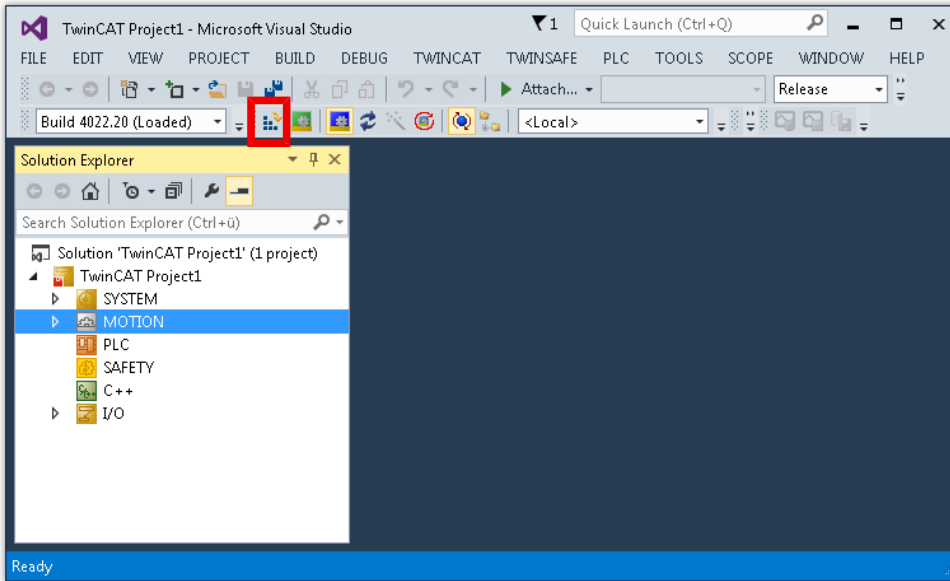 TwinCAT Project1 - Microsoft Visual Studio
1
Quick Launch (Ctrl+Q)
FILE EDIT VIEW PROJECT BUILD DEBUG TWINCAT TWINSAFE PLC TOOLS SCOPE WINDOW HELP
Attach... Release
Build 4022.20 (Loaded) <Local>
Solution Explorer
Search Solution Explorer (Ctrl+ü)
Solution 'TwinCAT Project1' (1 project)
TwinCAT Project1
SYSTEM
MOTION
PLC
SAFETY
C++
I/O
Ready